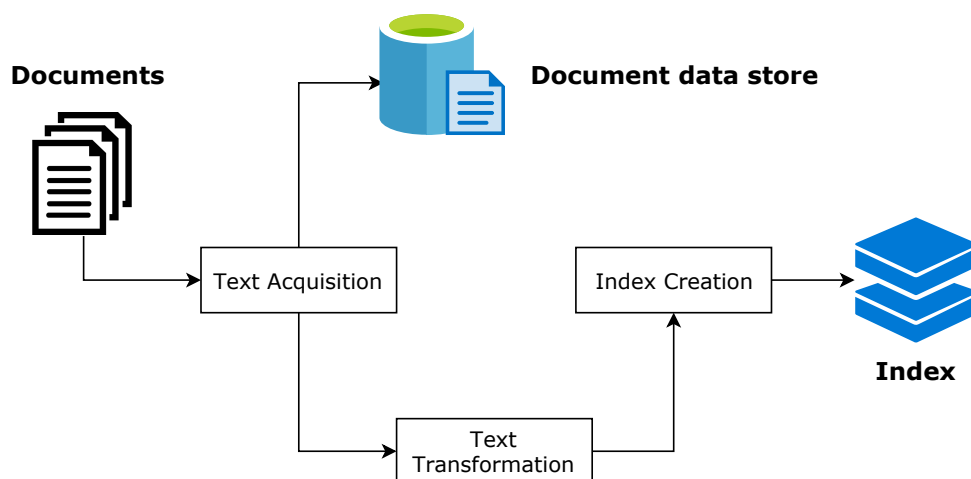 Documents
Document data store
Text Acquisition
Index Creation
Index
Text
Transformation